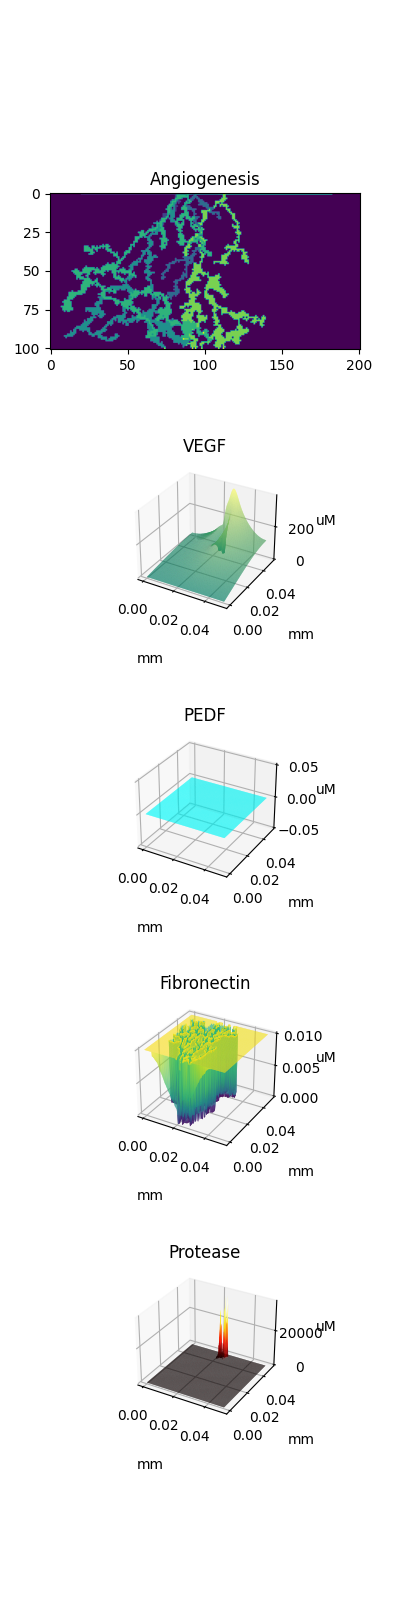 Angiogenesis
0
25
50
75
100
0 50 100 150 200
VEGF
uM
200
0
0.00 0.02 0.04
0.04
0.02
0.00
mm
mm
PEDF
0.05
uM
0.00
−0.05
0.00 0.02 0.04
0.04
0.02
0.00
mm
mm
Fibronectin
0.010
uM
0.005
0.000
0.00 0.02 0.04
0.04
0.02
0.00
mm
mm
Protease
uM
20000
0
0.00 0.02 0.04
0.04
0.02
0.00
mm
mm